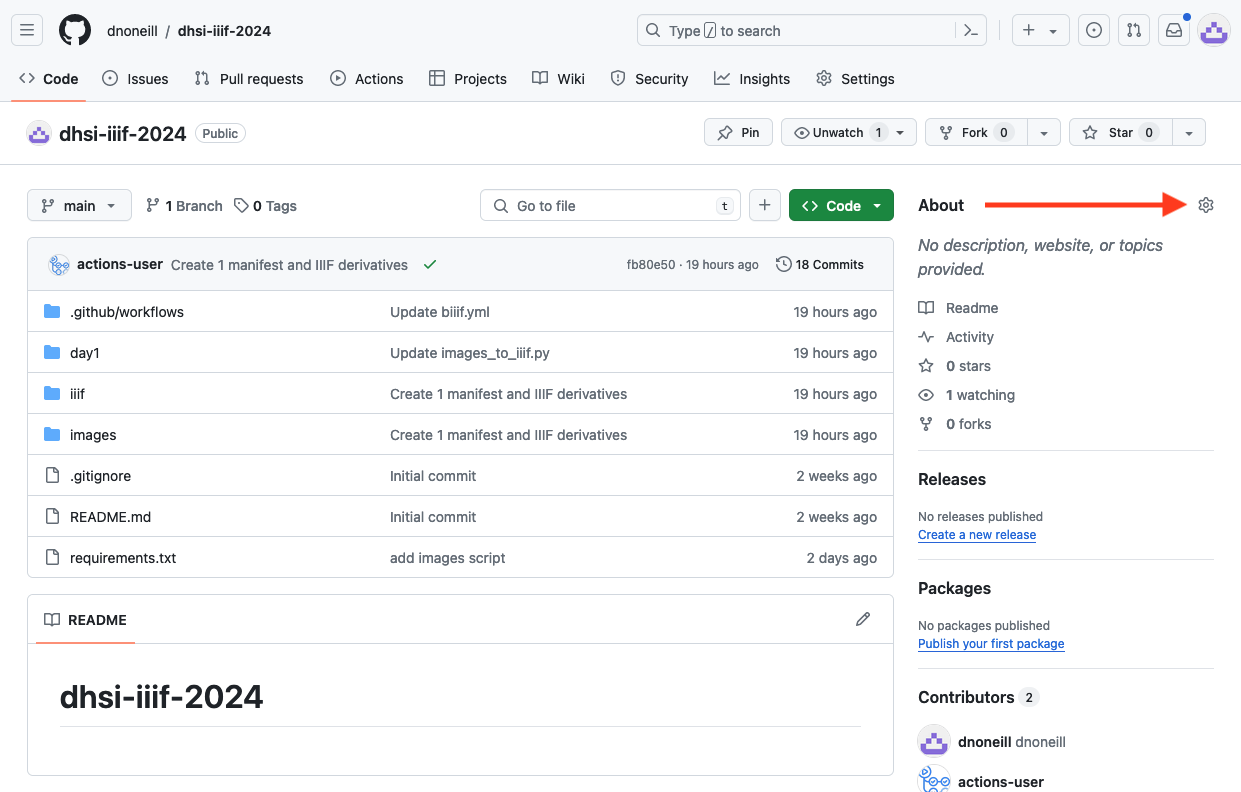 dnoneill / dhsi-iiif-2024
Type / to search
Code Issues Pull requests Actions Projects Wiki Security Insights Settings
dhsi-iiif-2024 Public
Pin Unwatch 1 Fork 0 Star 0
main 1 Branch 0 Tags Go to file t Code
About
No description, website, or topics
provided.
actions-user Create 1 manifest and IIIF derivatives fb80e50 · 19 hours ago 18 Commits
.github/workflows Update biiif.yml 19 hours ago
day1 Update images_to_iiif.py 19 hours ago
iiif Create 1 manifest and IIIF derivatives 19 hours ago
images Create 1 manifest and IIIF derivatives 19 hours ago
.gitignore Initial commit 2 weeks ago
README.md Initial commit 2 weeks ago
requirements.txt add images script 2 days ago
README
dhsi-iiif-2024
Readme
Activity
0 stars
1 watching
0 forks
Releases
No releases published
Create a new release
Packages
No packages published
Publish your first package
Contributors 2
dnoneill dnoneill
actions-user